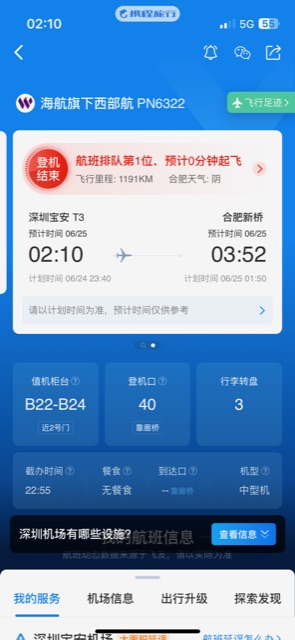 02:10
携程旅行
5G
55
海航旗下西部航 PN6322
飞行足迹
登机结束
航班排队第1位、预计0分钟起飞
飞行里程: 1191KM 合肥天气: 阴
深圳宝安 T3
合肥新桥
预计时间 06/25
预计时间 06/25
02:10
03:52
计划时间 06/24 23:40
计划时间 06/25 01:50
请以计划时间为准，预计时间仅供参考
值机柜台
登机口
行李转盘
B22-B24
40
3
近2号门
靠廊桥
截办时间
餐食
到达口
机型
22:55
无餐食
-- 靠廊桥
中型机
深圳机场有哪些设施?
我的航班信息
查看信息
航班动态数据来源于飞友，请以实际为准
我的服务
机场信息
出行升级
探索发现
深圳宝安机场
大面积延误
航班延误怎么办